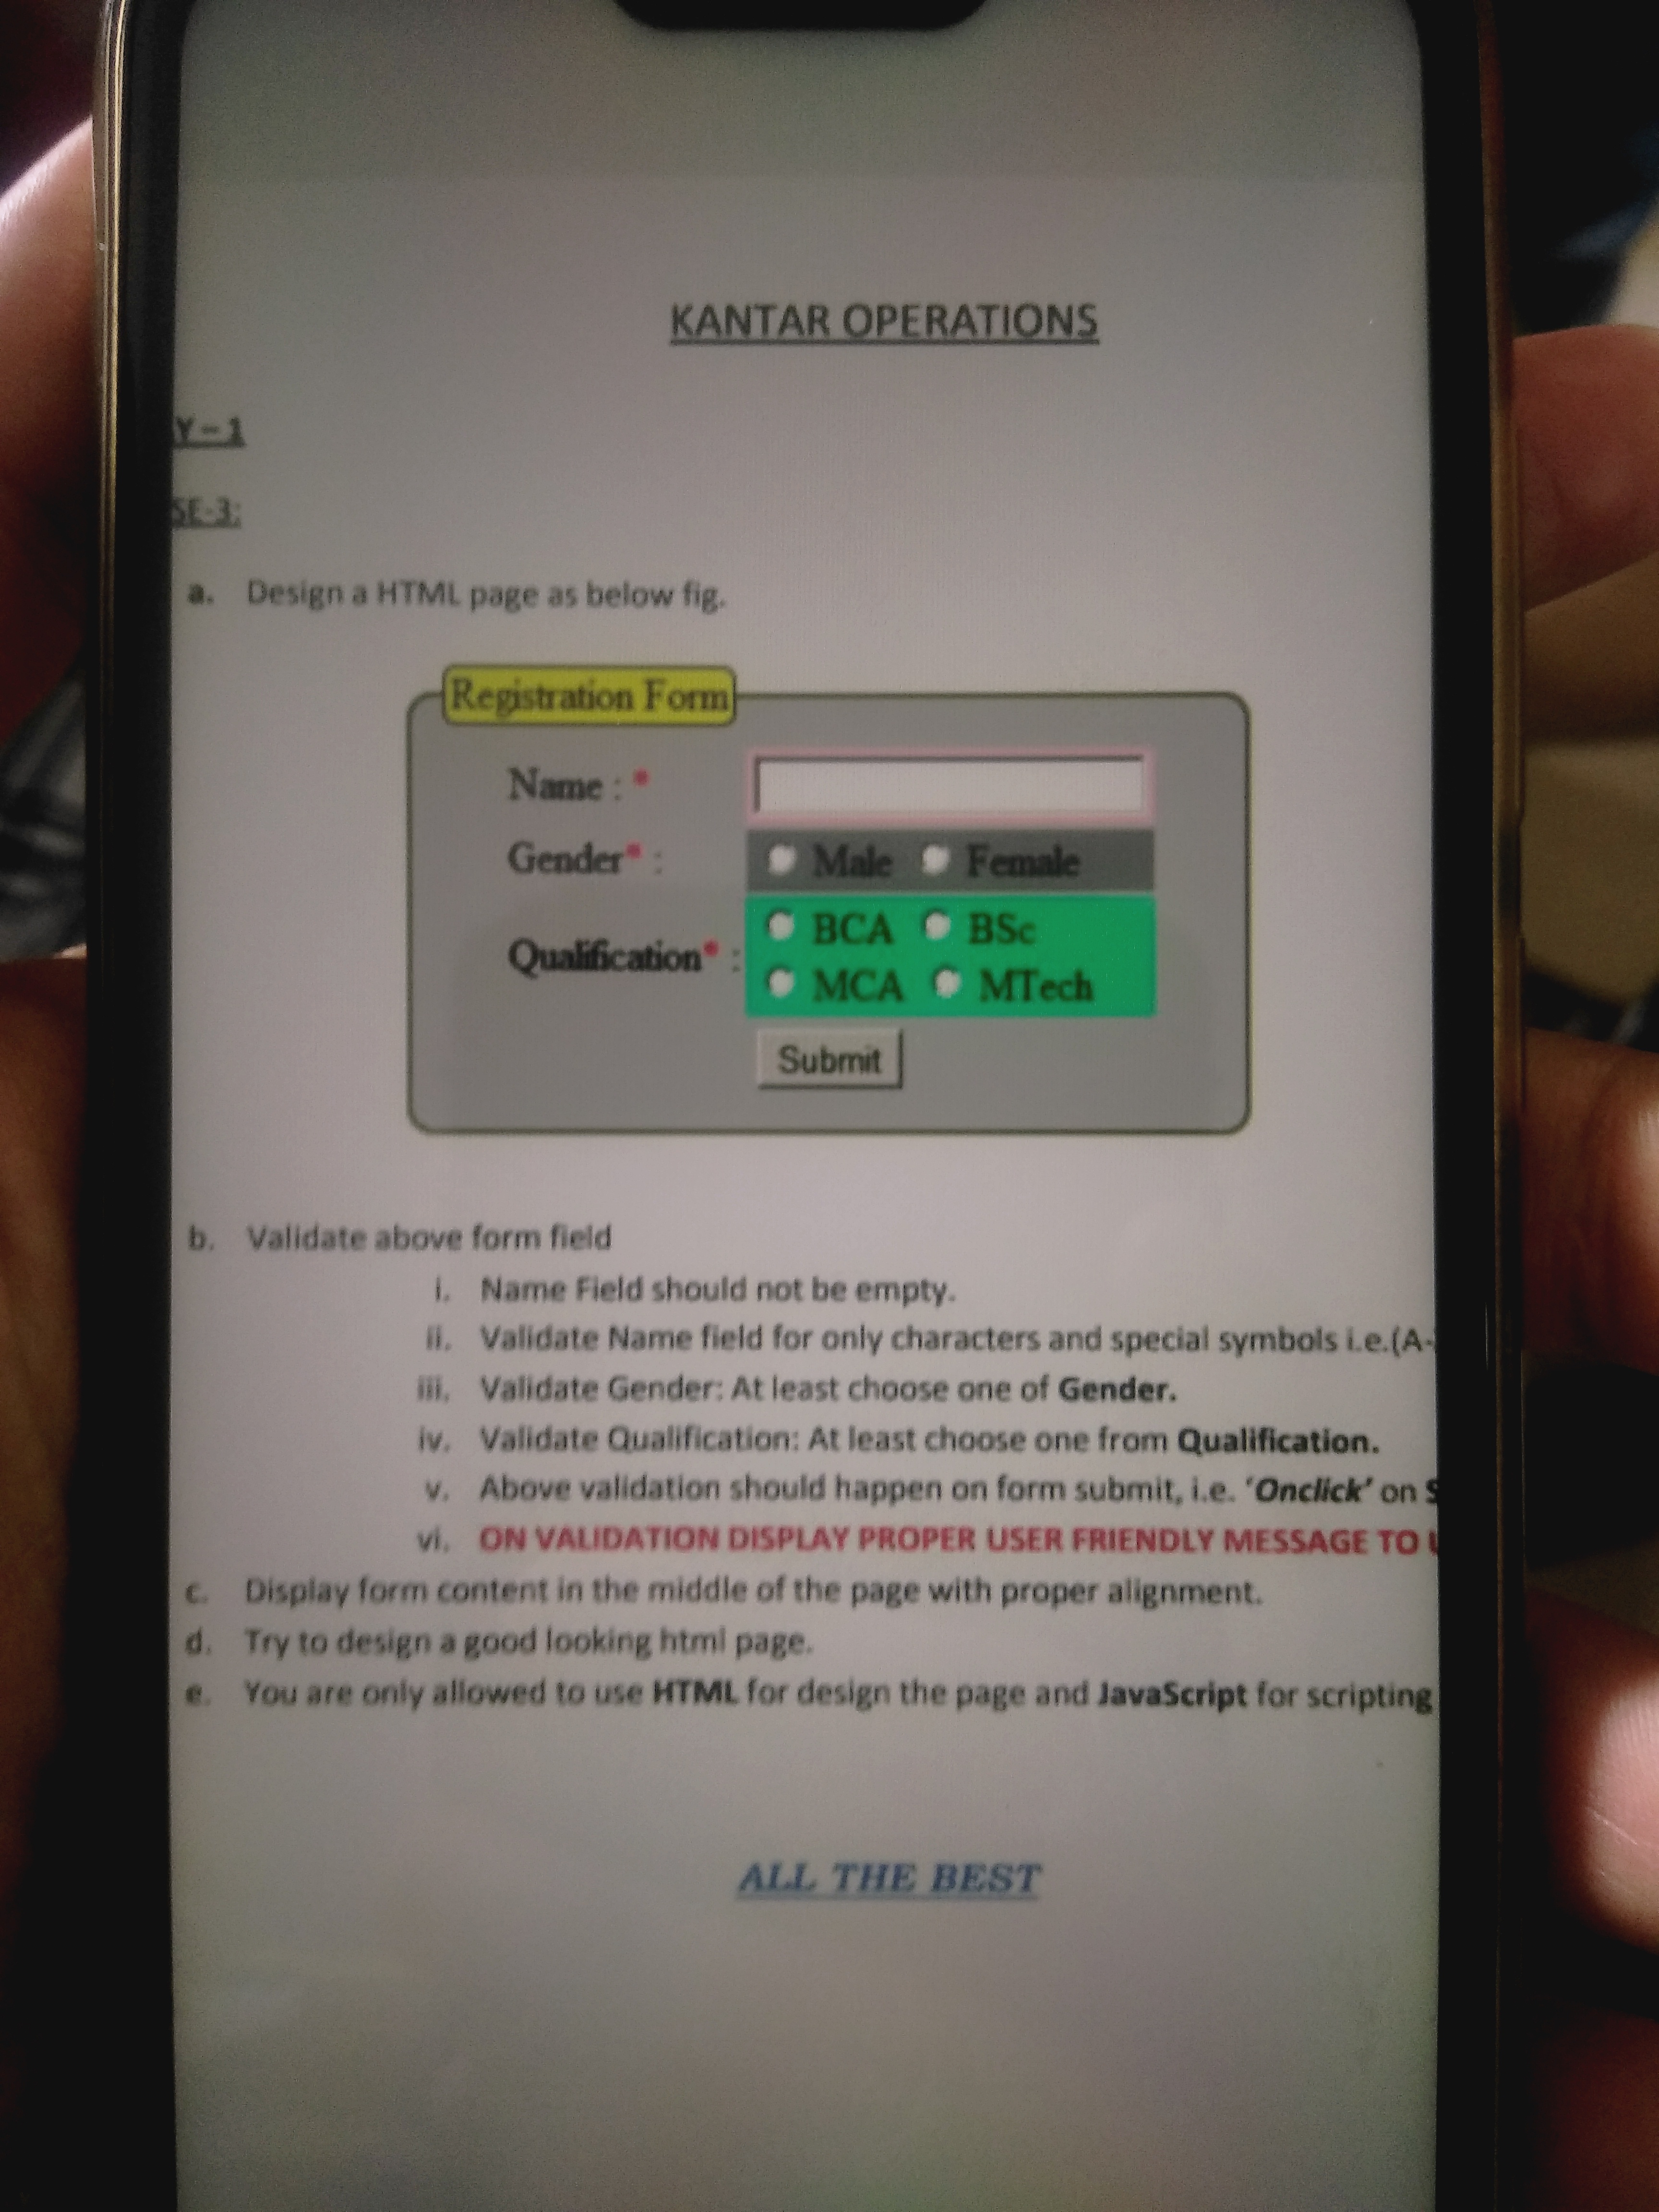 KANTAR OPERATIONS
Y – 1
SE-3:
a. Design a HTML page as below fig.
Registration Form
Name : *
Gender* : Male Female
Qualification* : BCA BSc
MCA MTech
Submit
b. Validate above form field
i. Name Field should not be empty.
ii. Validate Name field for only characters and special symbols i.e.(A-
iii. Validate Gender: At least choose one of Gender.
iv. Validate Qualification: At least choose one from Qualification.
v. Above validation should happen on form submit, i.e. ‘Onclick’ on S
vi. ON VALIDATION DISPLAY PROPER USER FRIENDLY MESSAGE TO U
c. Display form content in the middle of the page with proper alignment.
d. Try to design a good looking html page.
e. You are only allowed to use HTML for design the page and JavaScript for scripting
ALL THE BEST